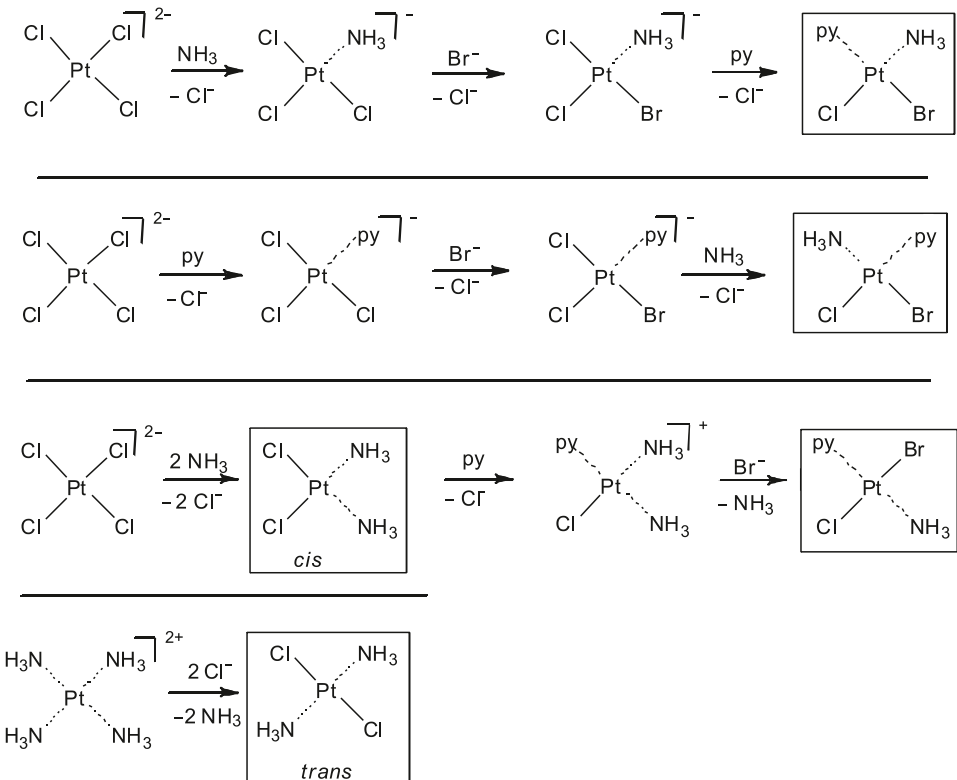 Cl Cl ]2– NH₃ Cl NH₃ ]– Br⁻ Cl NH₃ ]– py py NH₃
Pt Pt Pt Pt
– Cl⁻ – Cl⁻ – Cl⁻
Cl Cl Cl Cl Cl Br Cl Br
Cl Cl ]2– py Cl py ]– Br⁻ Cl py ]– NH₃ H₃N py
Pt Pt Pt Pt
– Cl⁻ – Cl⁻ – Cl⁻
Cl Cl Cl Cl Cl Br Cl Br
Cl Cl ]2– 2 NH₃ Cl NH₃ py py NH₃ ]+ Br⁻ py Br
Pt Pt Pt Pt
–2 Cl⁻ – Cl⁻ – NH₃
Cl Cl Cl NH₃ Cl NH₃ Cl NH₃
cis
H₃N NH₃ ]2+ 2 Cl⁻ Cl NH₃
Pt Pt
–2 NH₃
H₃N NH₃ H₃N Cl
trans